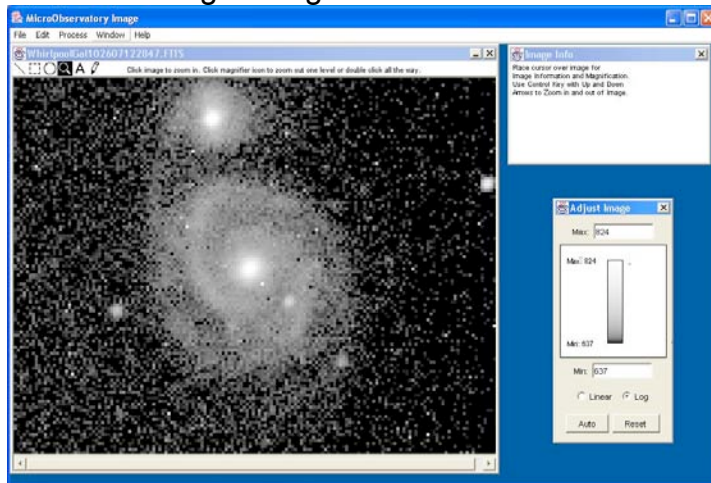 MicroObservatory Image
File Edit Process Window Help
WhirlpoolGal102607122847.FITS
Click image to zoom in. Click magnifier icon to zoom out one level or double click all the way.
Image Info
Place cursor over image for
Image Information and Magnification.
Use Control Key with Up and Down
Arrows to Zoom in and out of Image.
Adjust Image
Max: 824
Max: 824
Min: 637
Min: 637
Linear Log
Auto Reset